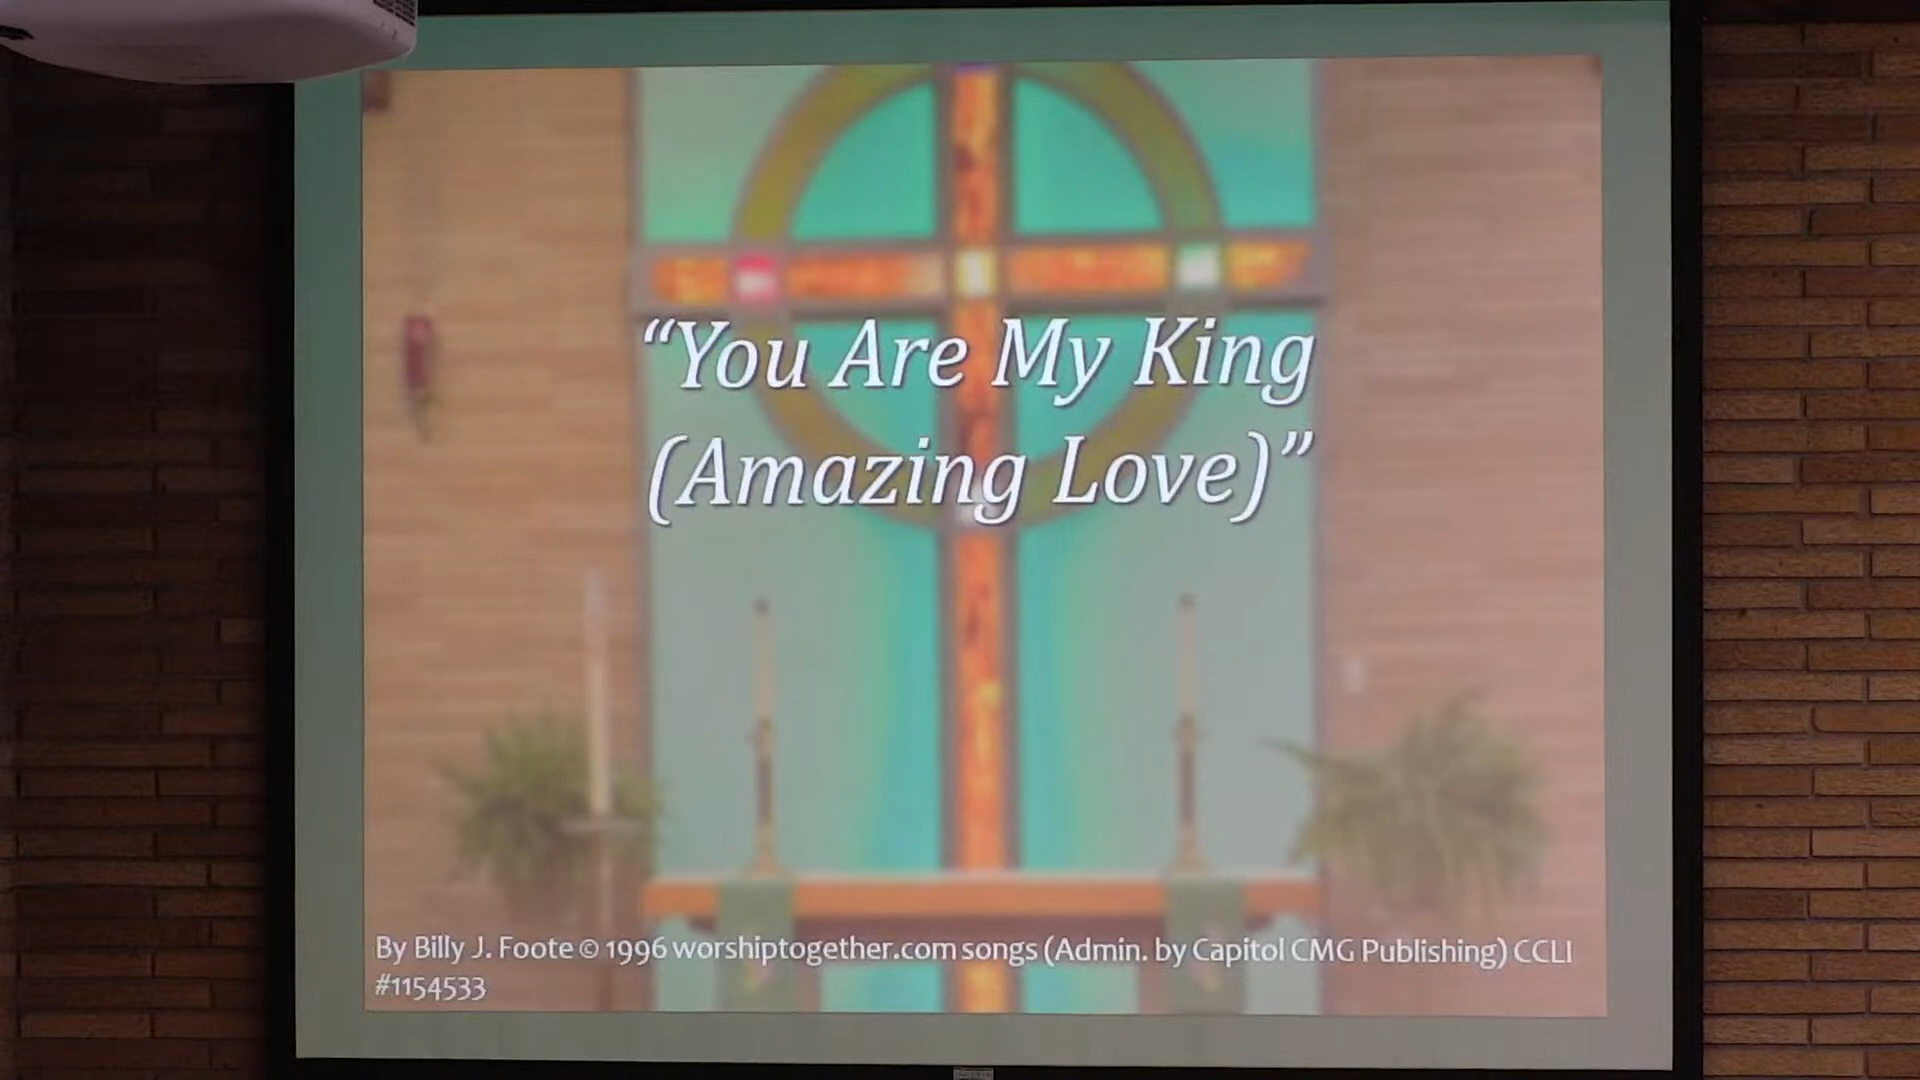 “You Are My King
(Amazing Love)”
By Billy J. Foote © 1996 worshiptogether.com songs (Admin. by Capitol CMG Publishing) CCLI
#1154533